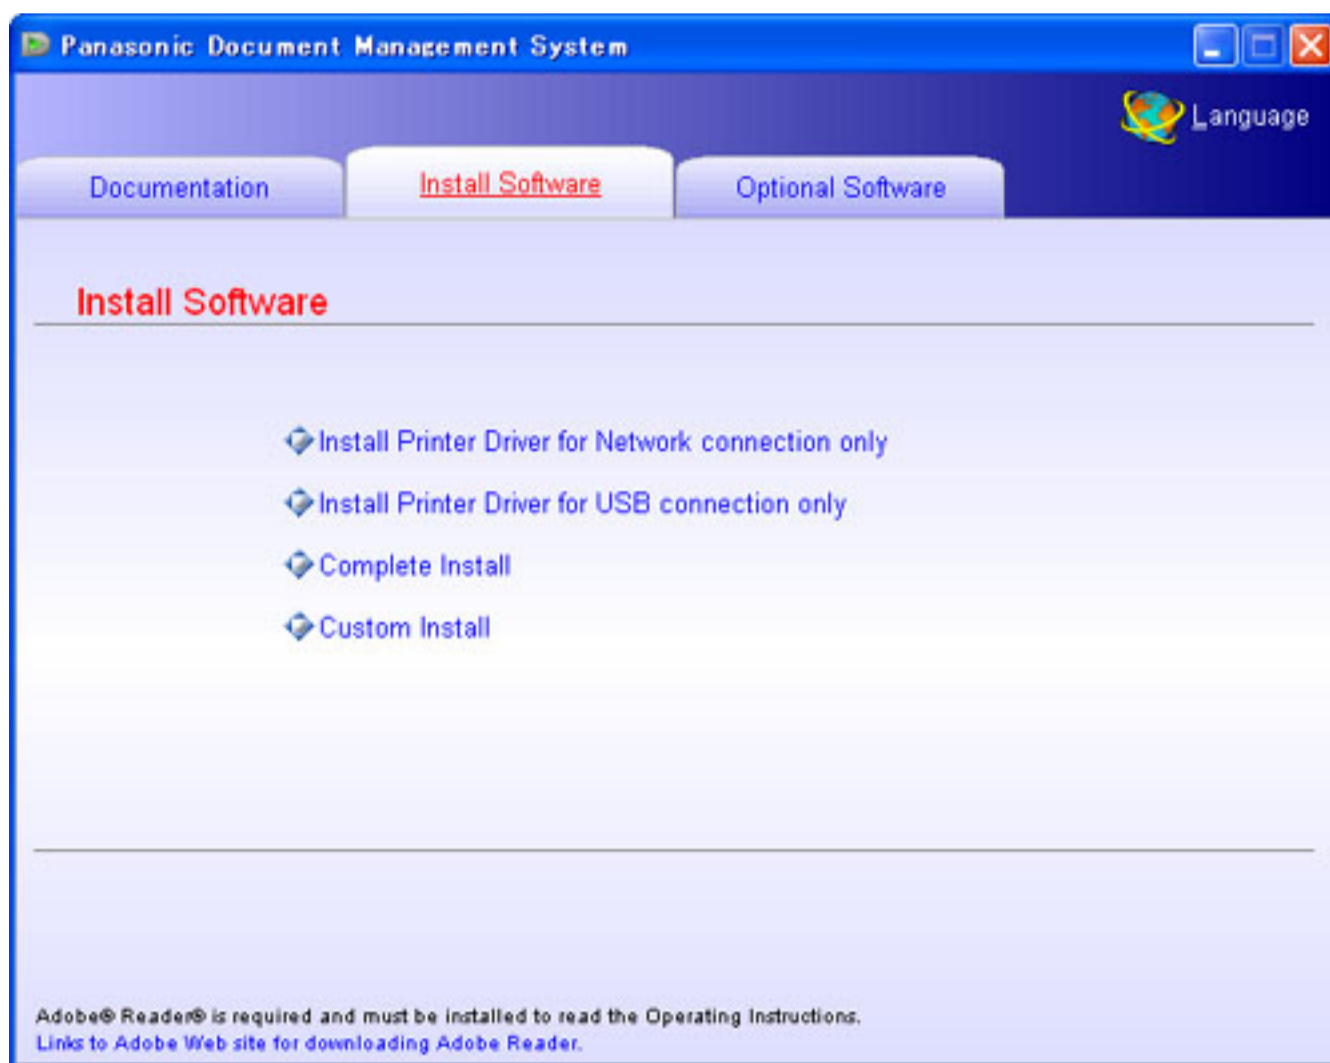 Panasonic Document Management System
Language
Documentation
Install Software
Optional Software
Install Software
Install Printer Driver for Network connection only
Install Printer Driver for USB connection only
Complete Install
Custom Install
Adobe® Reader® is required and must be installed to read the Operating Instructions.
Links to Adobe Web site for downloading Adobe Reader.